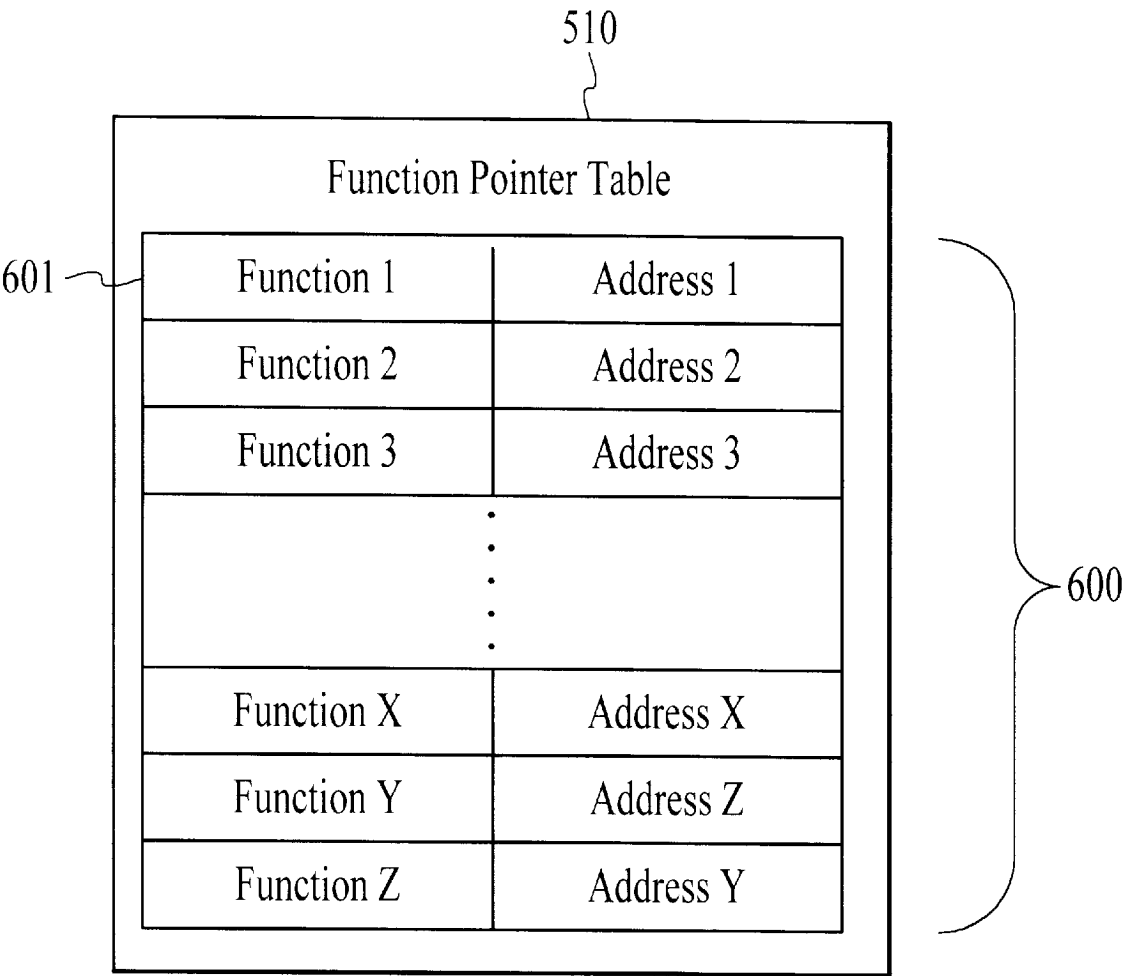 510
Function Pointer Table
601
Function 1 Address 1
Function 2 Address 2
Function 3 Address 3
600
Function X Address X
Function Y Address Z
Function Z Address Y